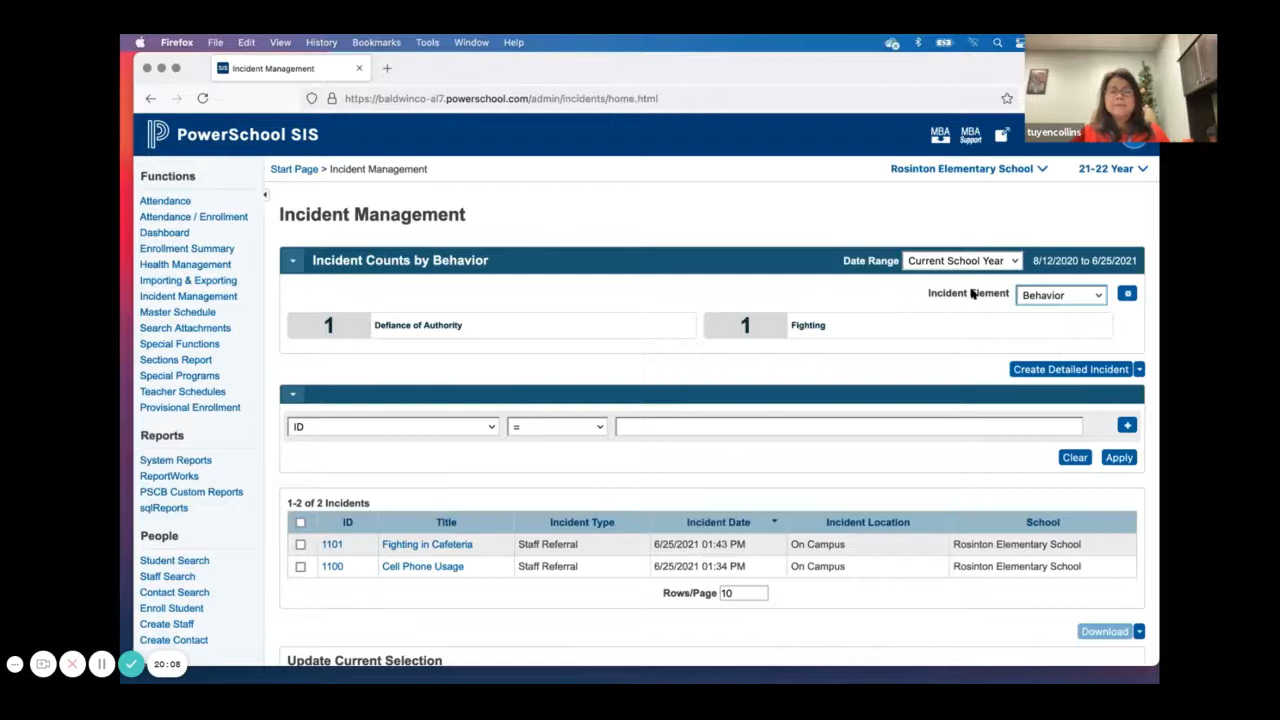 Firefox File Edit View History Bookmarks Tools Window Help
Incident Management
https://baldwinco-al7.powerschool.com/admin/incidents/home.html
tuyencollins
PowerSchool SIS
MBA
MBA Support
Start Page > Incident Management
Rosinton Elementary School
21-22 Year
Functions
Attendance
Attendance / Enrollment
Dashboard
Enrollment Summary
Health Management
Importing & Exporting
Incident Management
Master Schedule
Search Attachments
Special Functions
Sections Report
Special Programs
Teacher Schedules
Provisional Enrollment
Reports
System Reports
ReportWorks
PSCB Custom Reports
sqlReports
People
Student Search
Staff Search
Contact Search
Enroll Student
Create Staff
Create Contact
Incident Management
Incident Counts by Behavior
Date Range Current School Year 8/12/2020 to 6/25/2021
Incident Element Behavior
1 Defiance of Authority
1 Fighting
Create Detailed Incident
ID =
Clear Apply
1-2 of 2 Incidents
ID Title Incident Type Incident Date Incident Location School
1101 Fighting in Cafeteria Staff Referral 6/25/2021 01:43 PM On Campus Rosinton Elementary School
1100 Cell Phone Usage Staff Referral 6/25/2021 01:34 PM On Campus Rosinton Elementary School
Rows/Page 10
Download
Update Current Selection
20:08